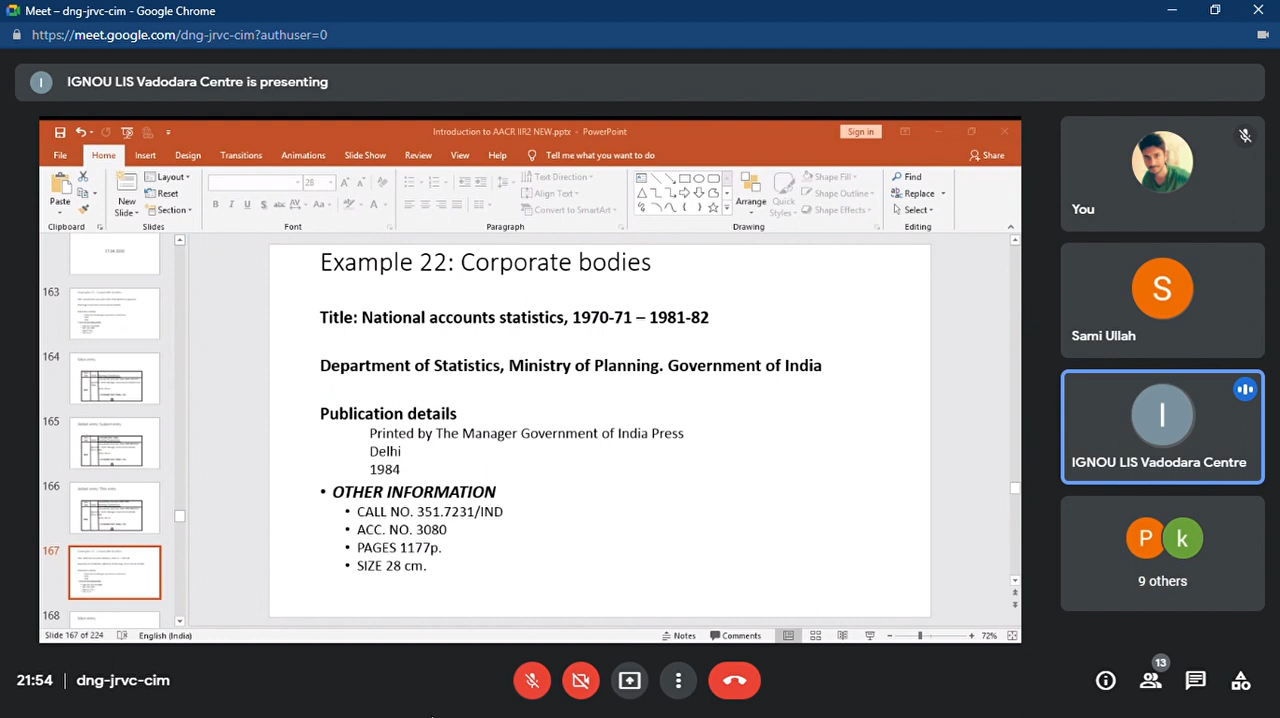 Meet – dng-jrvc-cim - Google Chrome
https://meet.google.com/dng-jrvc-cim?authuser=0
I IGNOU LIS Vadodara Centre is presenting
Introduction to AACR IIR2 NEW.pptx - PowerPoint
Sign in
File Home Insert Design Transitions Animations Slide Show Review View Help Tell me what you want to do Share
Paste
New Slide
Layout
Reset
Section
28
B I U S abc AV Aa A
Text Direction
Align Text
Convert to SmartArt
Arrange
Quick Styles
Shape Fill
Shape Outline
Shape Effects
Find
Replace
Select
Clipboard Slides Font Paragraph Drawing Editing
163
164
165
166
167
168
Example 22: Corporate bodies
Title: National accounts statistics, 1970-71 – 1981-82
Department of Statistics, Ministry of Planning. Government of India
Publication details
Printed by The Manager Government of India Press
Delhi
1984
• OTHER INFORMATION
• CALL NO. 351.7231/IND
• ACC. NO. 3080
• PAGES 1177p.
• SIZE 28 cm.
Slide 167 of 224 English (India) Notes Comments 72%
You
S
Sami Ullah
I
IGNOU LIS Vadodara Centre
P k
9 others
21:54 | dng-jrvc-cim
13